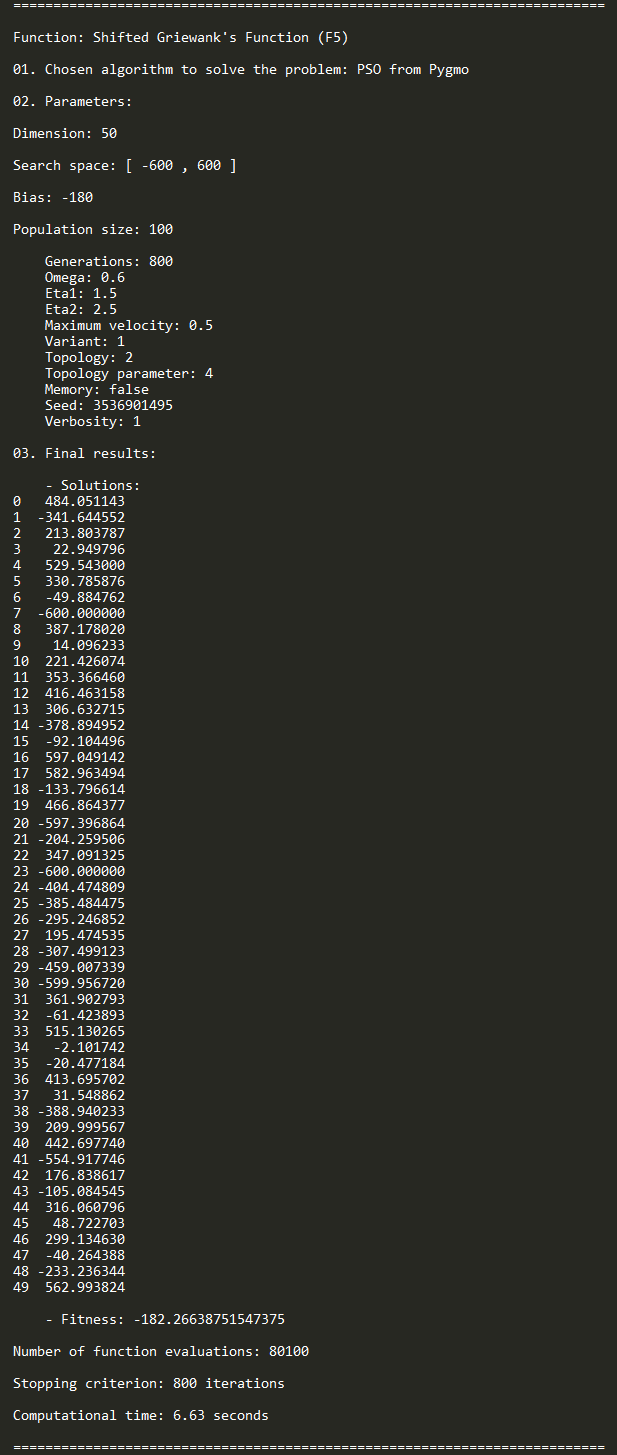 ==========================================================================
Function: Shifted Griewank's Function (F5)
01. Chosen algorithm to solve the problem: PSO from Pygmo
02. Parameters:
Dimension: 50
Search space: [ -600 , 600 ]
Bias: -180
Population size: 100
Generations: 800
Omega: 0.6
Eta1: 1.5
Eta2: 2.5
Maximum velocity: 0.5
Variant: 1
Topology: 2
Topology parameter: 4
Memory: false
Seed: 3536901495
Verbosity: 1
03. Final results:
- Solutions:
0 484.051143
1 -341.644552
2 213.803787
3 22.949796
4 529.543000
5 330.785876
6 -49.884762
7 -600.000000
8 387.178020
9 14.096233
10 221.426074
11 353.366460
12 416.463158
13 306.632715
14 -378.894952
15 -92.104496
16 597.049142
17 582.963494
18 -133.796614
19 466.864377
20 -597.396864
21 -204.259506
22 347.091325
23 -600.000000
24 -404.474809
25 -385.484475
26 -295.246852
27 195.474535
28 -307.499123
29 -459.007339
30 -599.956720
31 361.902793
32 -61.423893
33 515.130265
34 -2.101742
35 -20.477184
36 413.695702
37 31.548862
38 -388.940233
39 209.999567
40 442.697740
41 -554.917746
42 176.838617
43 -105.084545
44 316.060796
45 48.722703
46 299.134630
47 -40.264388
48 -233.236344
49 562.993824
- Fitness: -182.26638751547375
Number of function evaluations: 80100
Stopping criterion: 800 iterations
Computational time: 6.63 seconds
==========================================================================